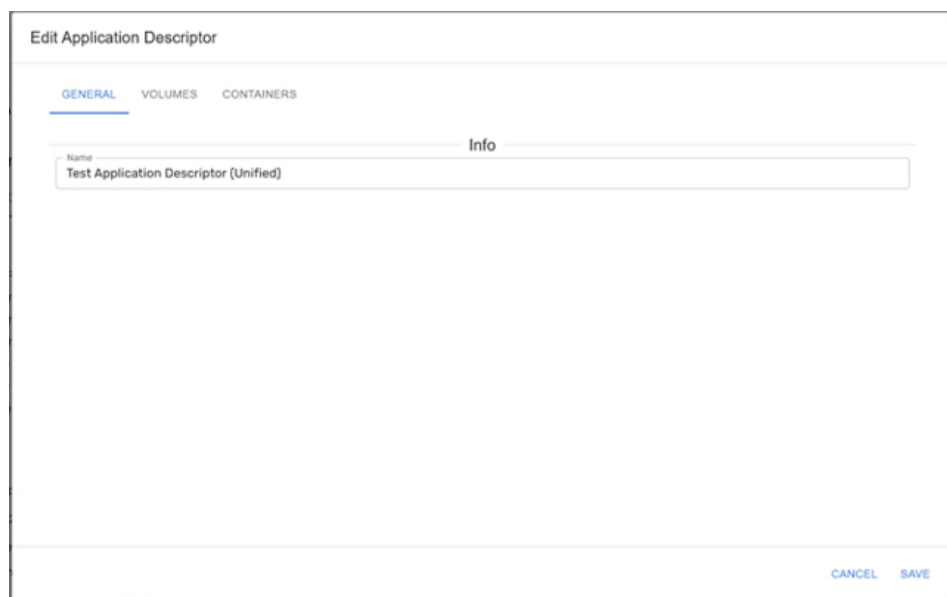 Edit Application Descriptor
GENERAL VOLUMES CONTAINERS
Info
Name
Test Application Descriptor (Unified)
CANCEL SAVE